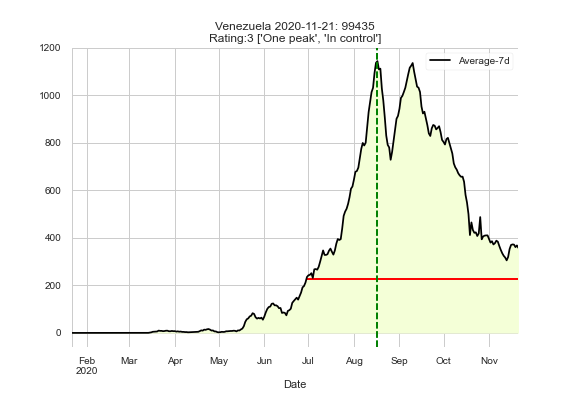 Venezuela 2020-11-21: 99435
Rating:3 ['One peak', 'In control']
1200
1000
800
600
400
200
0
Average-7d
Feb Mar Apr May Jun Jul Aug Sep Oct Nov
2020
Date